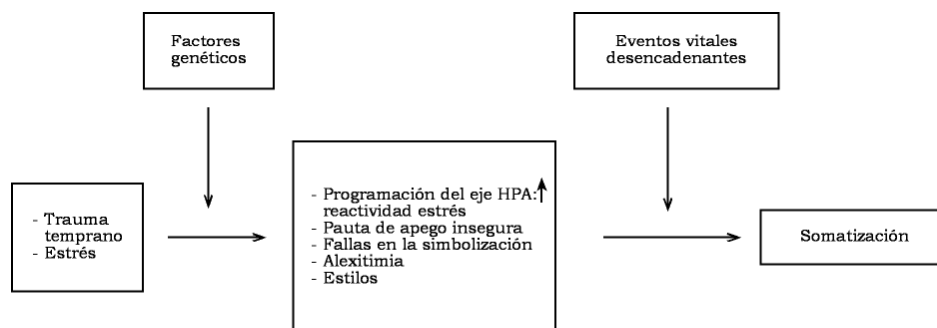 Factores
genéticos
Eventos vitales
desencadenantes
- Trauma
temprano
- Estrés
- Programación del eje HPA:
reactividad estrés
- Pauta de apego insegura
- Fallas en la simbolización
- Alexitimia
- Estilos
Somatización